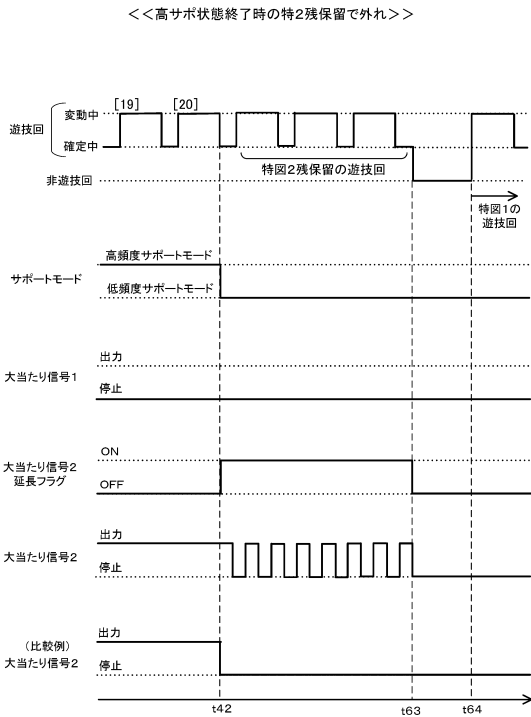 ＜＜高サポ状態終了時の特２残保留で外れ＞＞
[19]
[20]
遊技回
変動中
確定中
非遊技回
特図２残保留の遊技回
特図１の
遊技回
サポートモード
高頻度サポートモード
低頻度サポートモード
大当たり信号１
出力
停止
大当たり信号２
延長フラグ
ON
OFF
大当たり信号２
出力
停止
（比較例）
大当たり信号２
出力
停止
t42
t63
t64